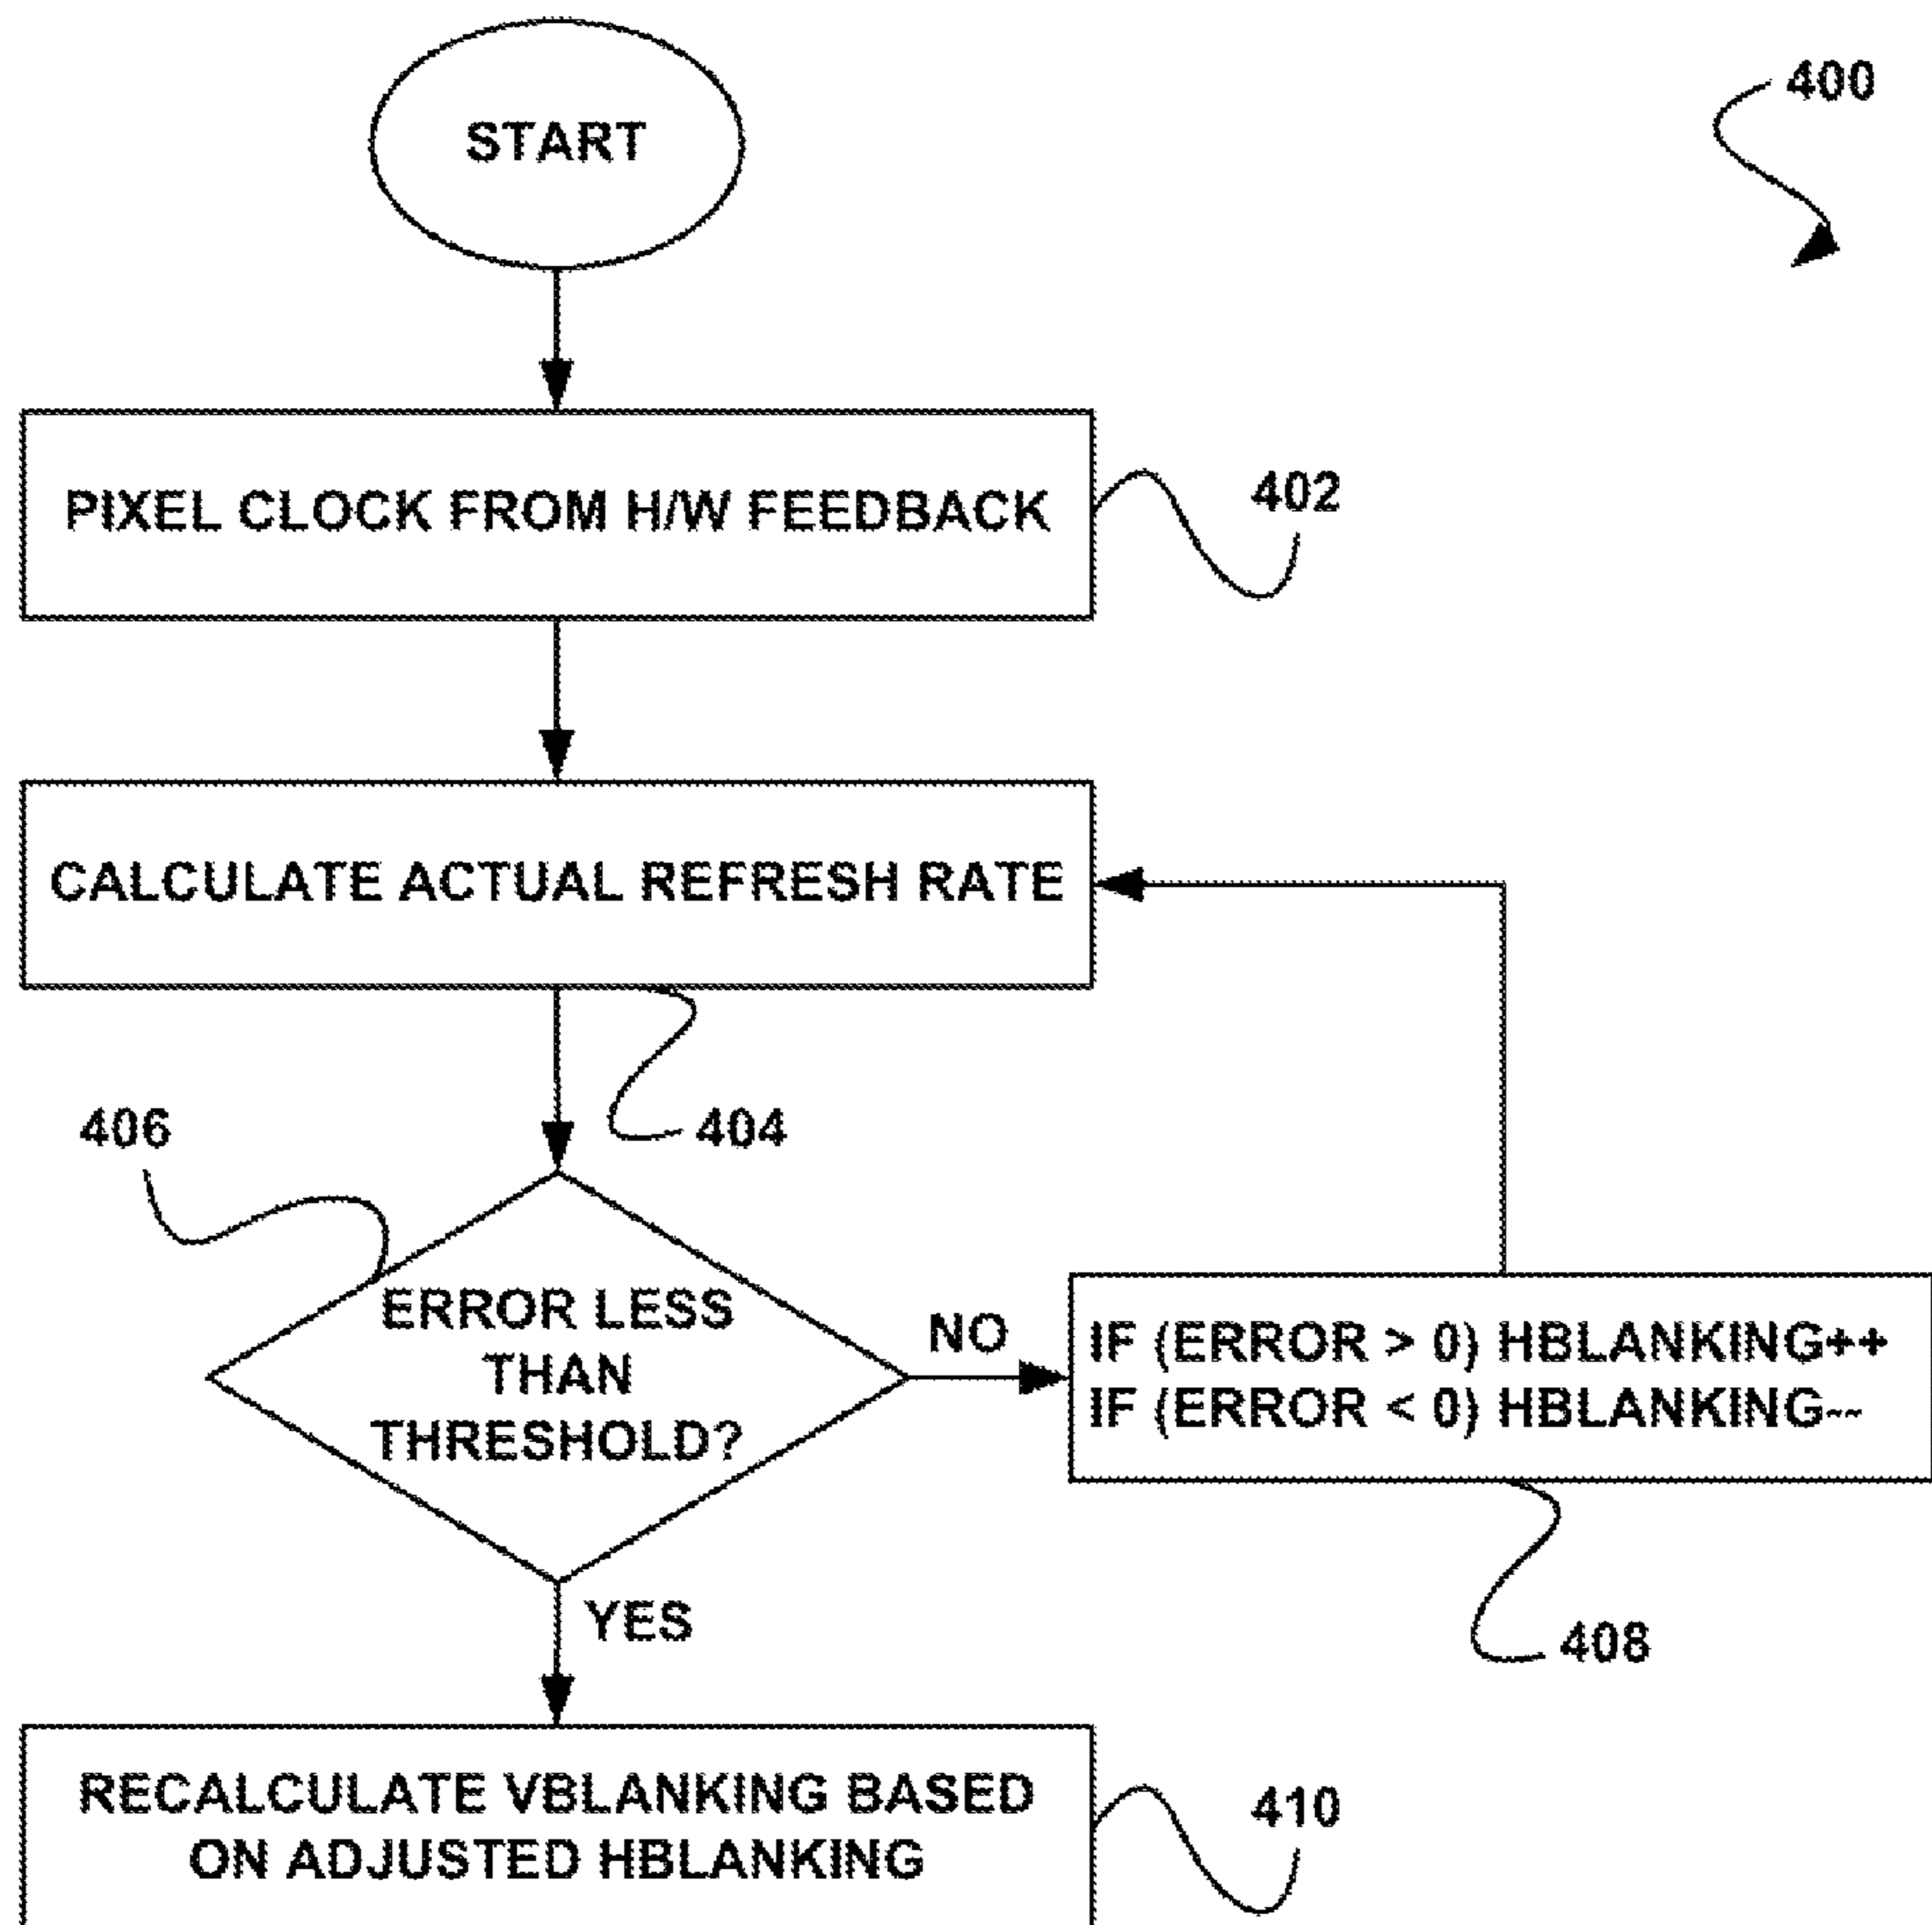 START
400
PIXEL CLOCK FROM H/W FEEDBACK
402
CALCULATE ACTUAL REFRESH RATE
404
406
ERROR LESS
THAN
THRESHOLD?
NO
IF (ERROR > 0) HBLANKING++
IF (ERROR < 0) HBLANKING--
YES
408
RECALCULATE VBLANKING BASED
ON ADJUSTED HBLANKING
410